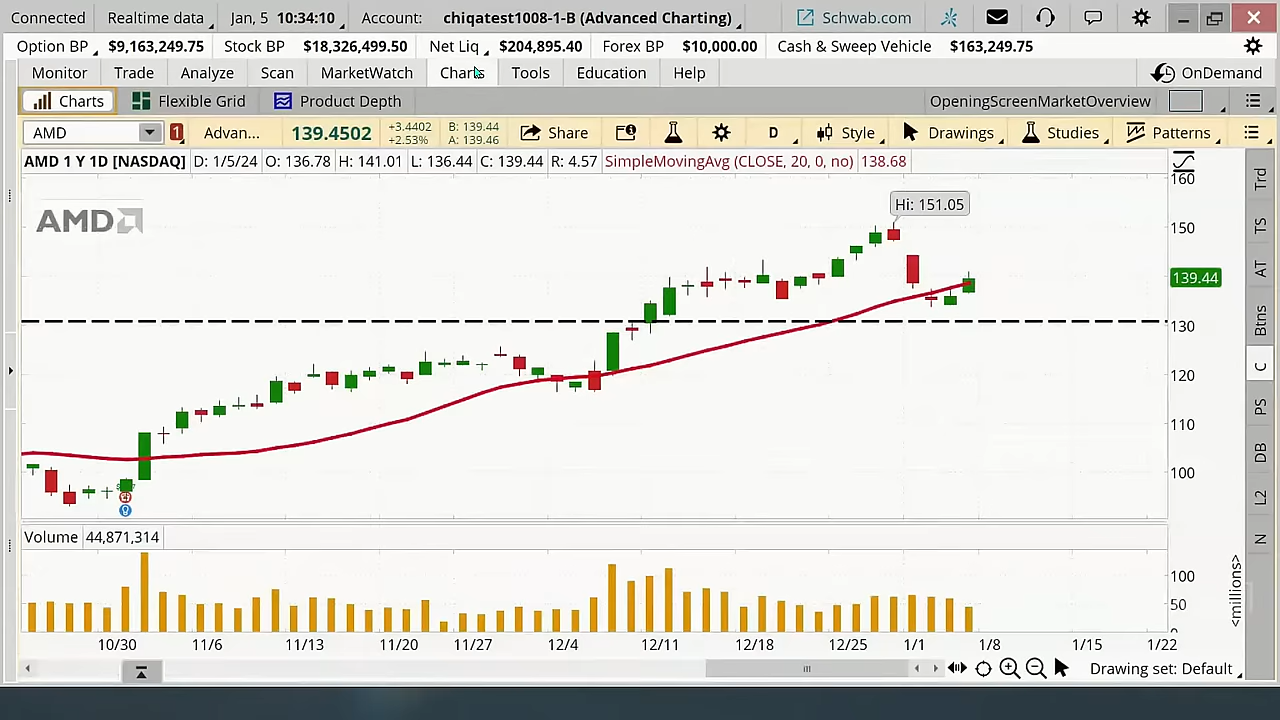 Connected Realtime data Jan, 5 10:34:10 Account: chiqatest1008-1-B (Advanced Charting) Schwab.com
Option BP $9,163,249.75 Stock BP $18,326,499.50 Net Liq $204,895.40 Forex BP $10,000.00 Cash & Sweep Vehicle $163,249.75
Monitor Trade Analyze Scan MarketWatch Charts Tools Education Help OnDemand
Charts Flexible Grid Product Depth OpeningScreenMarketOverview
AMD 1 Advan... 139.4502 +3.4402 +2.53% B: 139.44 A: 139.46 Share D Style Drawings Studies Patterns
AMD 1 Y 1D [NASDAQ] D: 1/5/24 O: 136.78 H: 141.01 L: 136.44 C: 139.44 R: 4.57 SimpleMovingAvg (CLOSE, 20, 0, no) 138.68
AMD
Hi: 151.05
160
150
139.44
130
120
110
100
Trd
TS
AT
Btns
C
PS
DB
L2
N
Volume 44,871,314
100
50
0
<millions>
10/30 11/6 11/13 11/20 11/27 12/4 12/11 12/18 12/25 1/1 1/8 1/15 1/22
Drawing set: Default